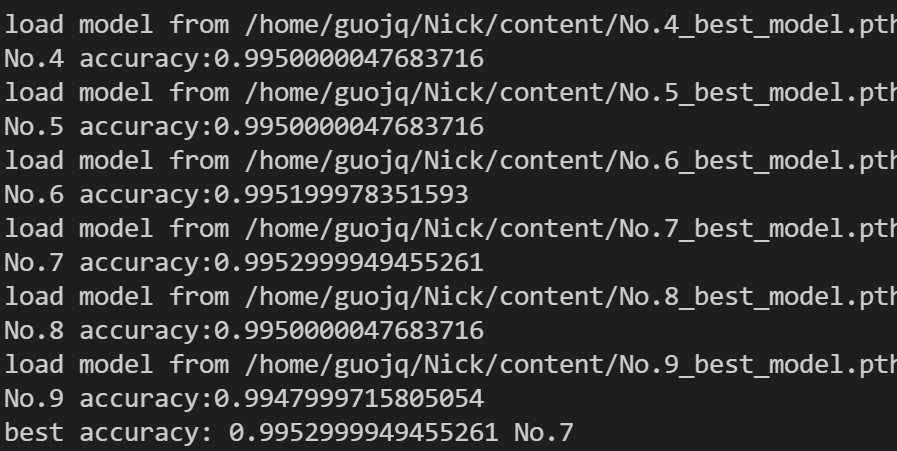 load model from /home/guojq/Nick/content/No.4_best_model.pth
No.4 accuracy:0.9950000047683716
load model from /home/guojq/Nick/content/No.5_best_model.pth
No.5 accuracy:0.9950000047683716
load model from /home/guojq/Nick/content/No.6_best_model.pth
No.6 accuracy:0.995199978351593
load model from /home/guojq/Nick/content/No.7_best_model.pth
No.7 accuracy:0.9952999949455261
load model from /home/guojq/Nick/content/No.8_best_model.pth
No.8 accuracy:0.9950000047683716
load model from /home/guojq/Nick/content/No.9_best_model.pth
No.9 accuracy:0.99479999715805054
best accuracy: 0.9952999949455261 No.7